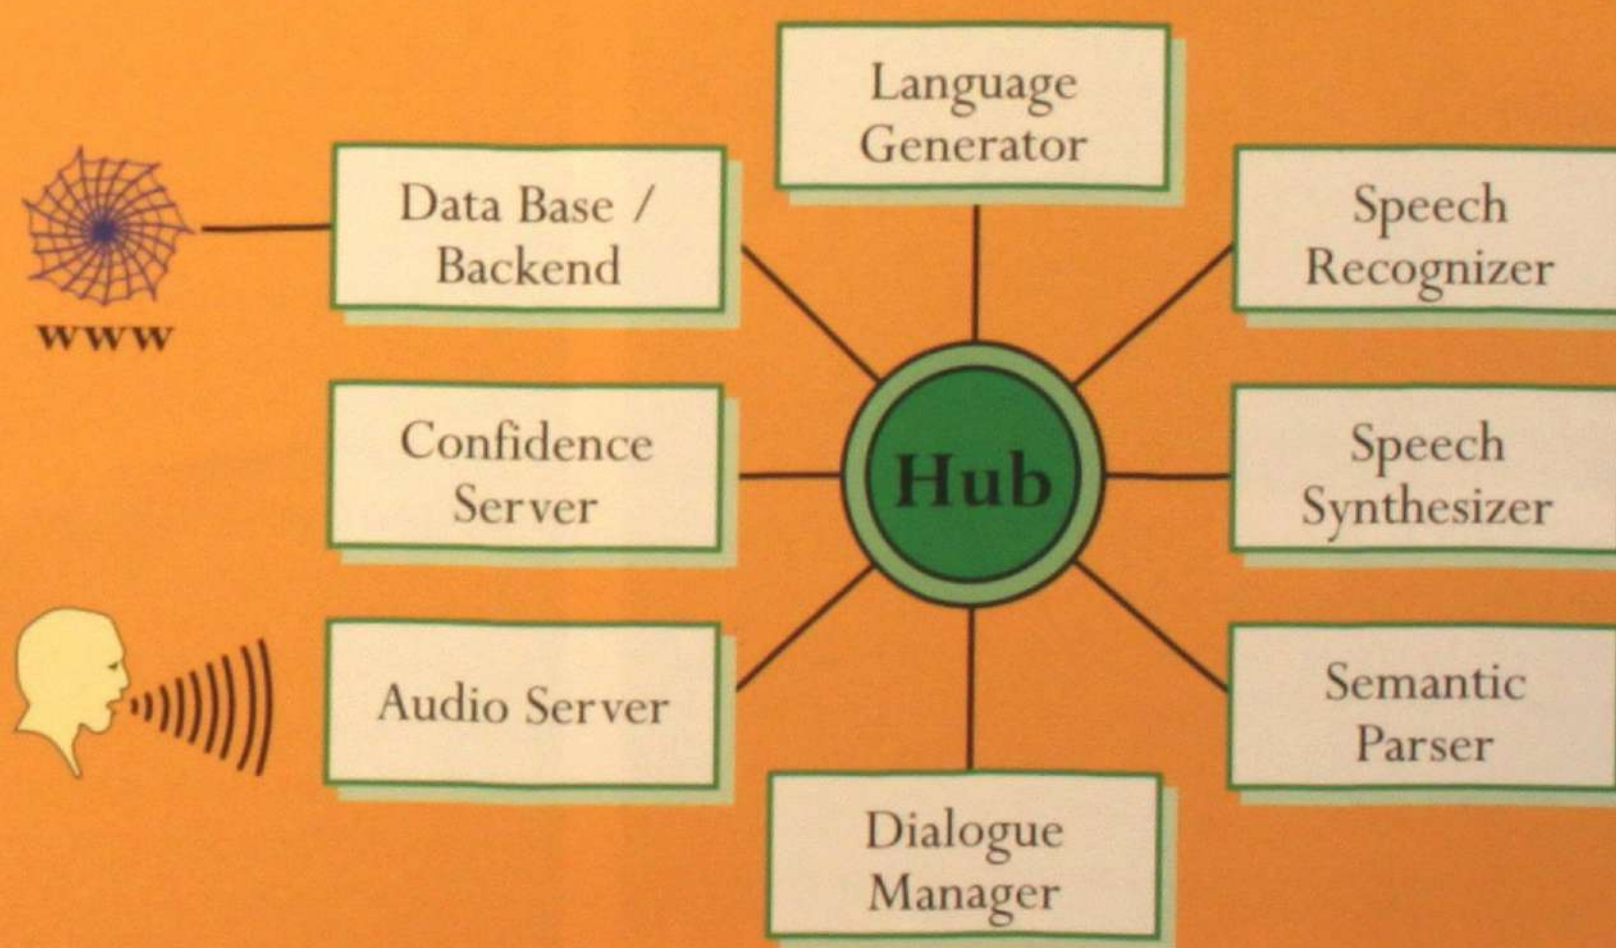 Language
Generator
Data Base /
Backend
Speech
Recognizer
www
Confidence
Server
Hub
Speech
Synthesizer
Audio Server
Semantic
Parser
Dialogue
Manager